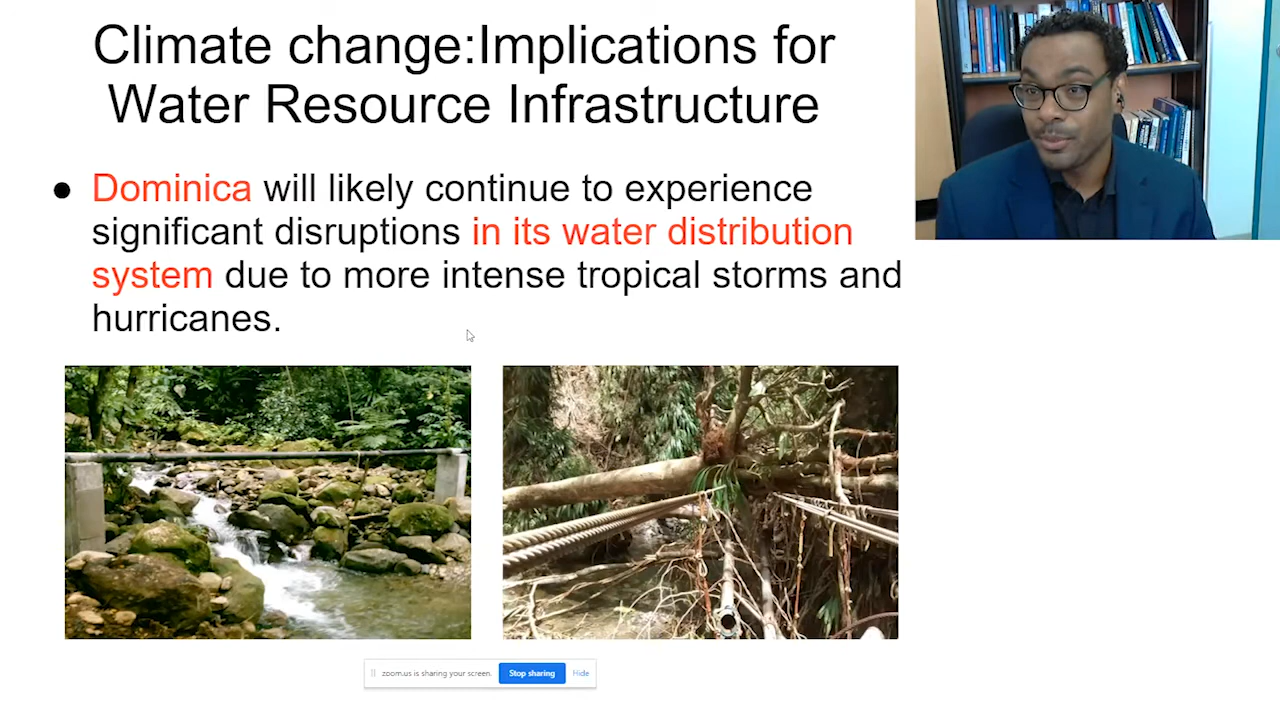 Climate change:Implications for
Water Resource Infrastructure
● Dominica will likely continue to experience
significant disruptions in its water distribution
system due to more intense tropical storms and
hurricanes.
zoom.us is sharing your screen. Stop sharing Hide